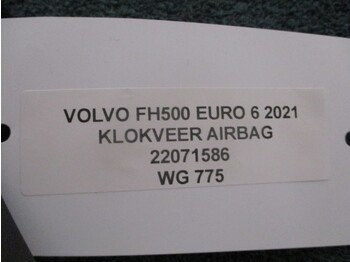 VOLVO FH500 EURO 6 2021
KLOKVEER AIRBAG
22071586
WG 775